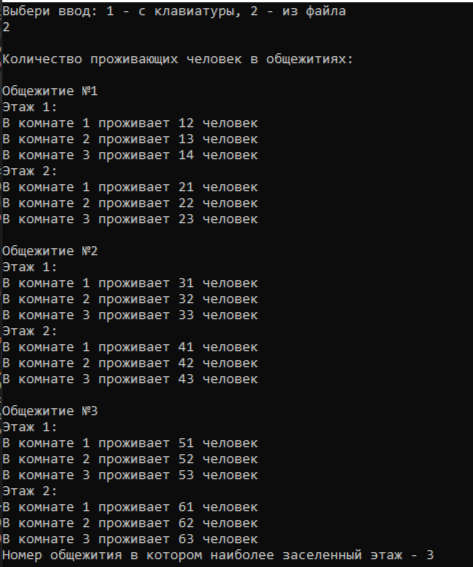 Выбери ввод: 1 - с клавиатуры, 2 - из файла
2
Количество проживающих человек в общежитиях:
Общежитие №1
Этаж 1:
В комнате 1 проживает 12 человек
В комнате 2 проживает 13 человек
В комнате 3 проживает 14 человек
Этаж 2:
В комнате 1 проживает 21 человек
В комнате 2 проживает 22 человек
В комнате 3 проживает 23 человек
Общежитие №2
Этаж 1:
В комнате 1 проживает 31 человек
В комнате 2 проживает 32 человек
В комнате 3 проживает 33 человек
Этаж 2:
В комнате 1 проживает 41 человек
В комнате 2 проживает 42 человек
В комнате 3 проживает 43 человек
Общежитие №3
Этаж 1:
В комнате 1 проживает 51 человек
В комнате 2 проживает 52 человек
В комнате 3 проживает 53 человек
Этаж 2:
В комнате 1 проживает 61 человек
В комнате 2 проживает 62 человек
В комнате 3 проживает 63 человек
Номер общежития в котором наиболее заселенный этаж - 3